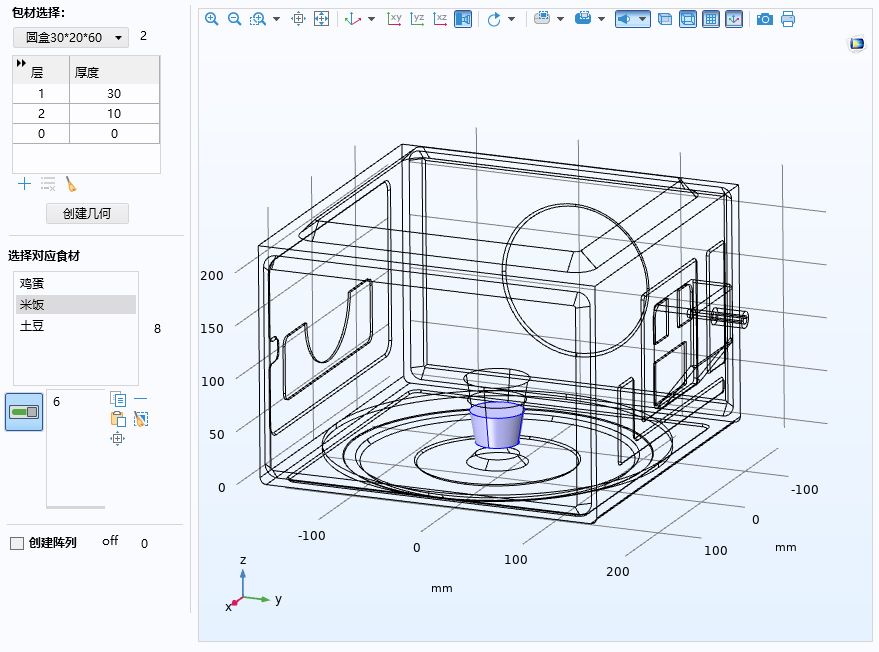 包材选择：
圆盒30*20*60
2
层 厚度
1 30
2 10
0 0
创建几何
选择对应食材
鸡蛋
米饭
土豆
8
6
创建阵列 off 0
xy yz xz
200
150
100
50
0
-100
0
100
200
mm
-100
0
100
mm
z
y
x